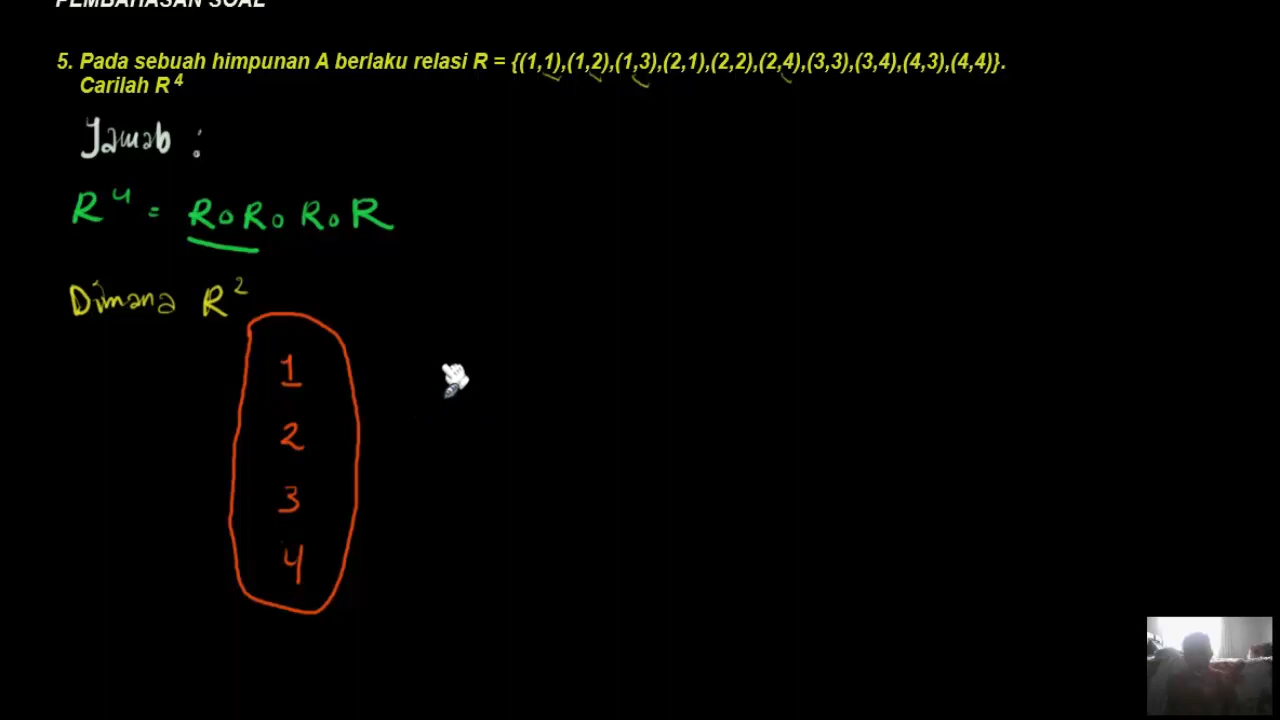 PEMBAHASAN SOAL
5. Pada sebuah himpunan A berlaku relasi R = {(1,1),(1,2),(1,3),(2,1),(2,2),(2,4),(3,3),(3,4),(4,3),(4,4)}.
Carilah R⁴
Jawab :
R⁴ = R∘R∘R∘R
Dimana R²
1
2
3
4